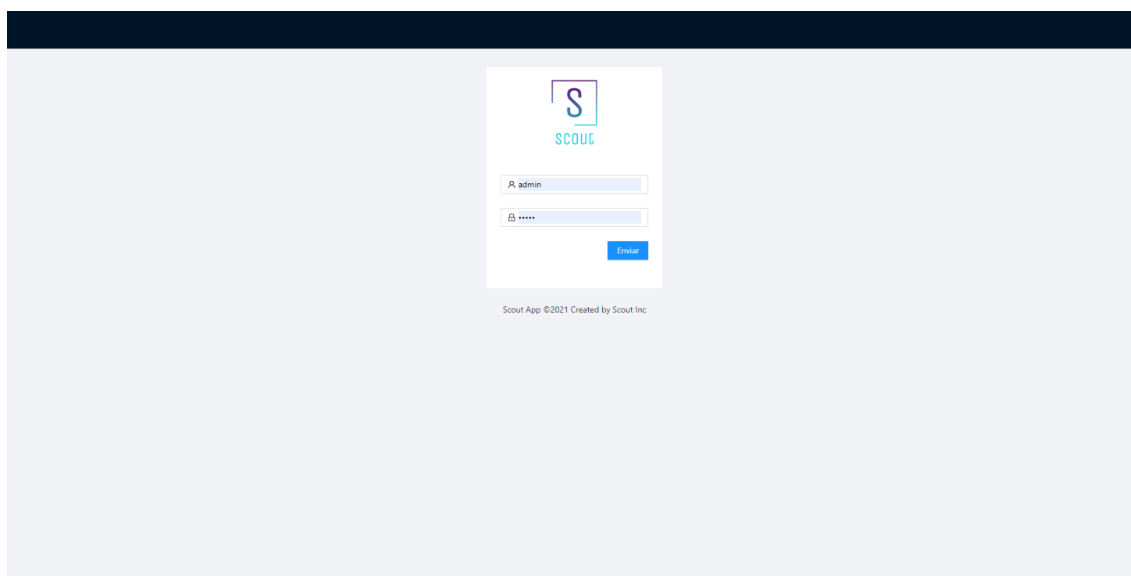 S
SCOUT
admin
•••••
Enviar
Scout App ©2021 Created by Scout Inc